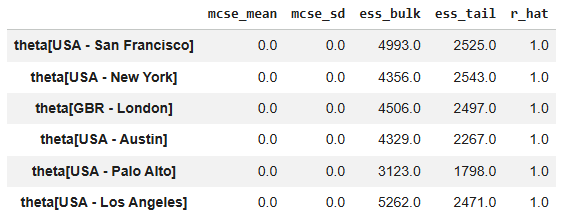 mcse_mean mcse_sd ess_bulk ess_tail r_hat
theta[USA - San Francisco] 0.0 0.0 4993.0 2525.0 1.0
theta[USA - New York] 0.0 0.0 4356.0 2543.0 1.0
theta[GBR - London] 0.0 0.0 4506.0 2497.0 1.0
theta[USA - Austin] 0.0 0.0 4329.0 2267.0 1.0
theta[USA - Palo Alto] 0.0 0.0 3123.0 1798.0 1.0
theta[USA - Los Angeles] 0.0 0.0 5262.0 2471.0 1.0